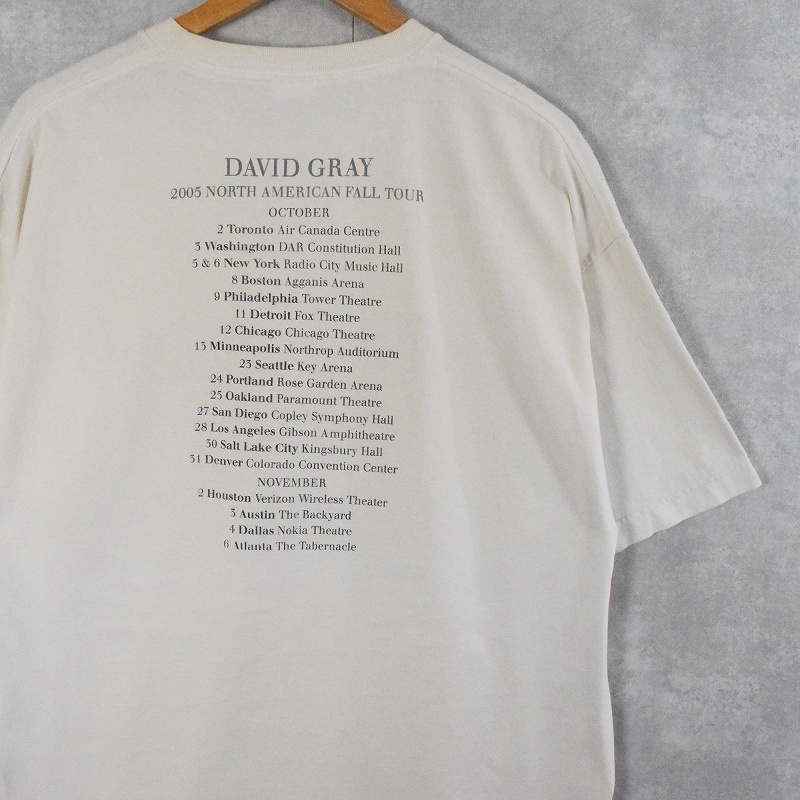 DAVID GRAY
2005 NORTH AMERICAN FALL TOUR
OCTOBER
2 Toronto Air Canada Centre
3 Washington DAR Constitution Hall
5 & 6 New York Radio City Music Hall
8 Boston Agganis Arena
9 Philadelphia Tower Theatre
11 Detroit Fox Theatre
12 Chicago Chicago Theatre
13 Minneapolis Northrop Auditorium
23 Seattle Key Arena
24 Portland Rose Garden Arena
25 Oakland Paramount Theatre
27 San Diego Copley Symphony Hall
28 Los Angeles Gibson Amphitheatre
30 Salt Lake City Kingsbury Hall
31 Denver Colorado Convention Center
NOVEMBER
2 Houston Verizon Wireless Theater
3 Austin The Backyard
4 Dallas Nokia Theatre
6 Atlanta The Tabernacle